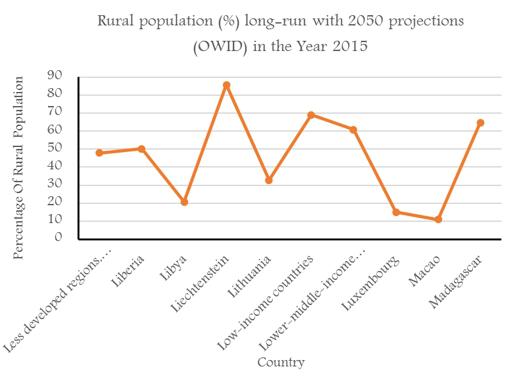 Rural population (%) long-run with 2050 projections
(OWID) in the Year 2015
Percentage Of Rural Population
90
80
70
60
50
40
30
20
10
0
Less developed regions,...
Liberia
Libya
Liechtenstein
Lithuania
Low-income countries
Lower-middle-income...
Luxembourg
Macao
Madagascar
Country